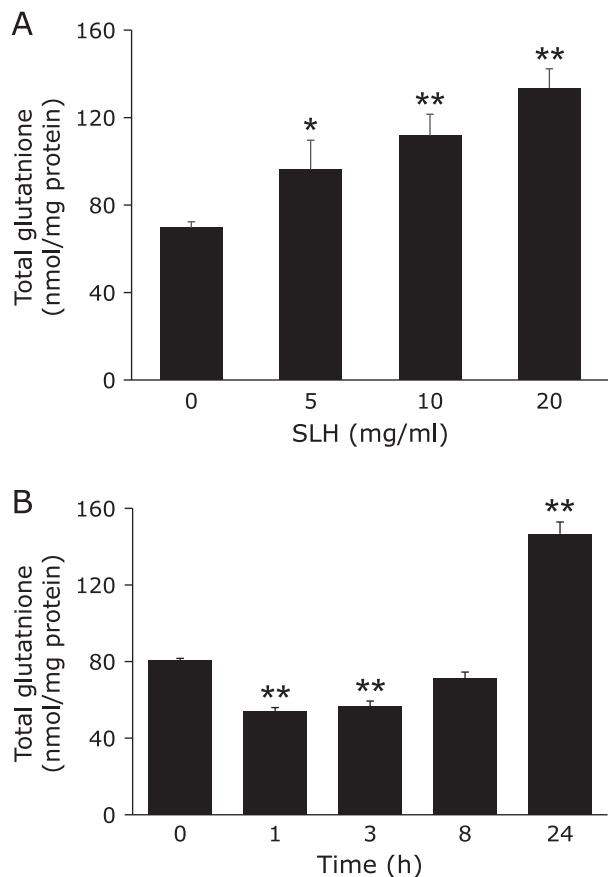 A
Total glutatnione
(nmol/mg protein)
160
120
80
40
0
*
**
**
0 5 10 20
SLH (mg/ml)
B
Total glutatnione
(nmol/mg protein)
160
120
80
40
0
**
**
**
0 1 3 8 24
Time (h)